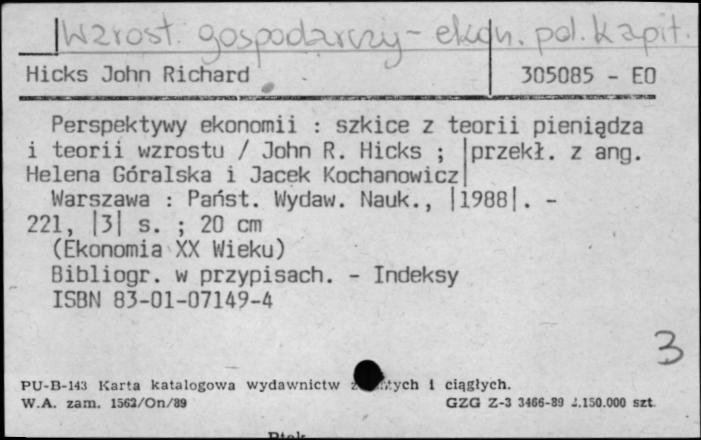 Wzrost gospodarczy - ekon. pol. kapit.
Hicks John Richard 305085 - EO
Perspektywy ekonomii : szkice z teorii pieniądza
i teorii wzrostu / John R. Hicks ; |przekł. z ang.
Helena Góralska i Jacek Kochanowicz|
Warszawa : Państ. Wydaw. Nauk., |1988|. -
221, |3| s. ; 20 cm
(Ekonomia XX Wieku)
Bibliogr. w przypisach. - Indeksy
ISBN 83-01-07149-4
3
PU-B-143 Karta katalogowa wydawnictw i ciągłych.
W.A. zam. 1562/On/89 GZG Z-3 3466-89 .150.000 szt.